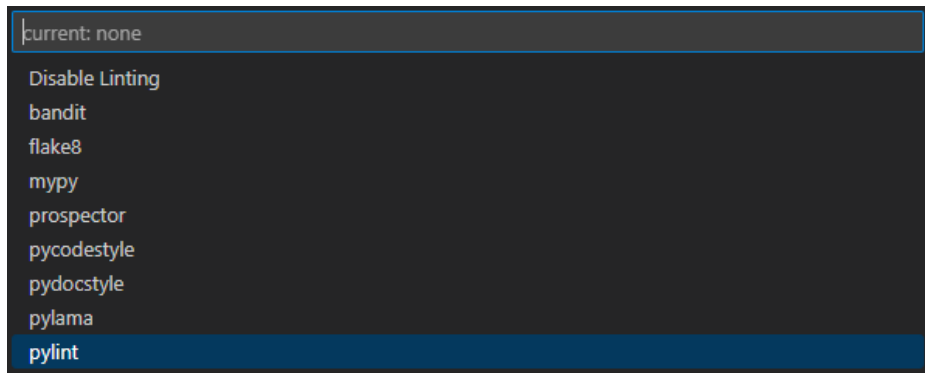 current: none
Disable Linting
bandit
flake8
mypy
prospector
pycodestyle
pydocstyle
pylama
pylint